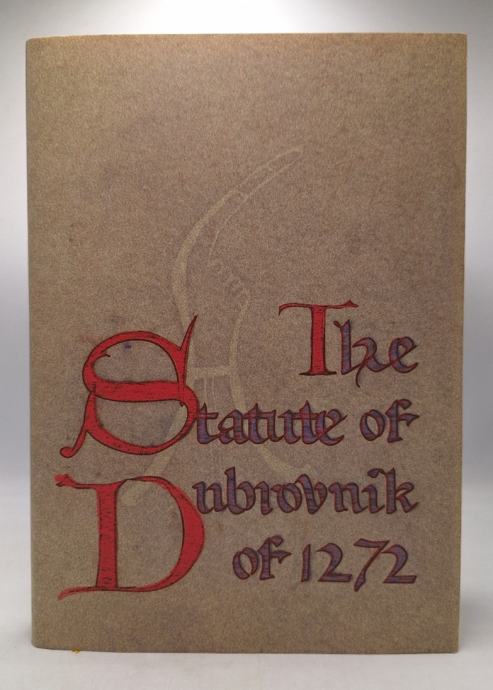 The
Statute of
Dubrovnik
of 1272